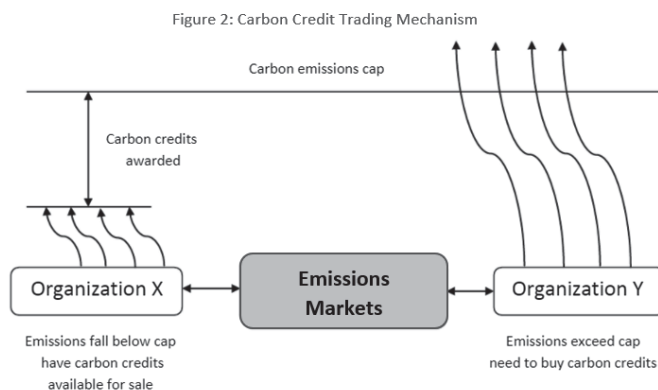 Figure 2: Carbon Credit Trading Mechanism
Carbon emissions cap
Carbon credits
awarded
Organization X
Emissions
Markets
Organization Y
Emissions fall below cap
have carbon credits
available for sale
Emissions exceed cap
need to buy carbon credits